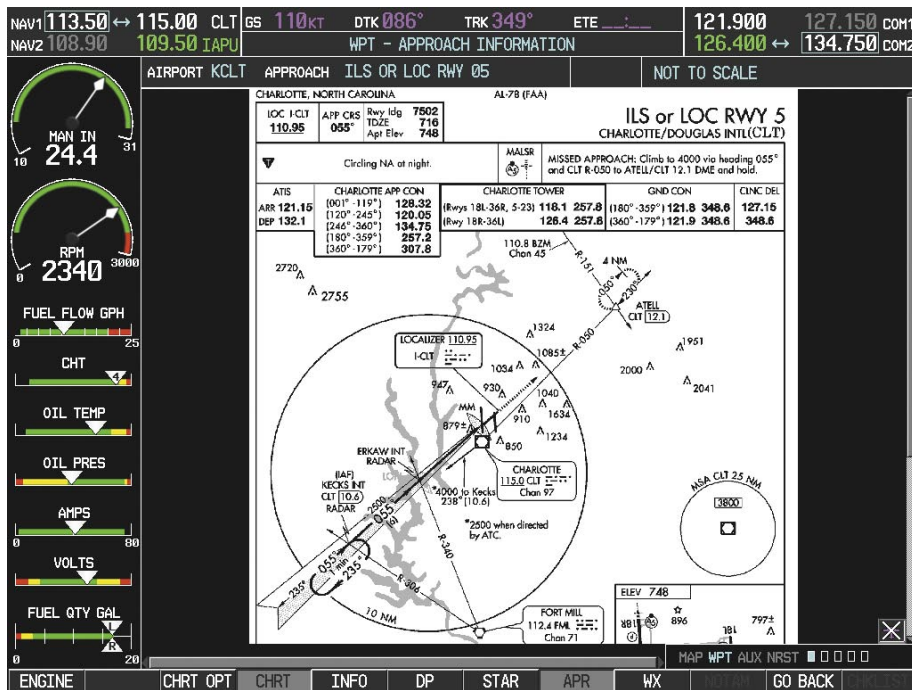 NAV1 113.50 ↔ 115.00 CLT
NAV2 108.90 109.50 IAPU
GS 110KT DTK 086° TRK 349° ETE __:__
WPT - APPROACH INFORMATION
121.900 127.150 COM1
126.400 ↔ 134.750 COM2
AIRPORT KCLT APPROACH ILS OR LOC RWY 05 NOT TO SCALE
MAN IN
24.4
10 31
RPM
2340
0 3000
FUEL FLOW GPH
0 25
CHT
4
OIL TEMP
OIL PRES
AMPS
0 80
VOLTS
FUEL QTY GAL
L
R
0 20
CHARLOTTE, NORTH CAROLINA AL-78 (FAA)
LOC I-CLT
110.95
APP CRS
055°
Rwy ldg 7502
TDZE 716
Apt Elev 748
ILS or LOC RWY 5
CHARLOTTE/DOUGLAS INTL(CLT)
T
Circling NA at night.
MALSR
MISSED APPROACH: Climb to 4000 via heading 055°
and CLT R-050 to ATELL/CLT 12.1 DME and hold.
ATIS
ARR 121.15
DEP 132.1
CHARLOTTE APP CON
(001°-119°) 128.32
(120°-245°) 120.05
(246°-360°) 134.75
(180°-359°) 257.2
(360°-179°) 307.8
CHARLOTTE TOWER
(Rwys 18L-36R, 5-23) 118.1 257.8
(Rwy 18R-36L) 126.4 257.8
GND CON
(180°-359°) 121.8 348.6
(360°-179°) 121.9 348.6
CLNC DEL
127.15
348.6
110.8 BZM
Chan 45
R-151
4 NM
050°
230°
ATELL
CLT 12.1
R-050
2720
2755
LOCALIZER 110.95
I-CLT
1324
1085±
1034
1951
2000
2041
947
930
1040
1634
910
MM
879±
850
1234
ERKAW INT
RADAR
(IAF)
KECKS INT
CLT 10.6
RADAR
CHARLOTTE
115.0 CLT
Chan 97
*4000 to Kecks
238° (10.6)
*2500 when directed
by ATC.
2500
055°
(6)
R-340
MSA CLT 25 NM
3800
055°
1 min
235°
235°
R-306
10 NM
FORT MILL
112.4 FML
Chan 71
ELEV 748
896
797±
18R
18L
MAP WPT AUX NRST
ENGINE CHRT OPT CHRT INFO DP STAR APR WX NOTAM GO BACK CHKLIST